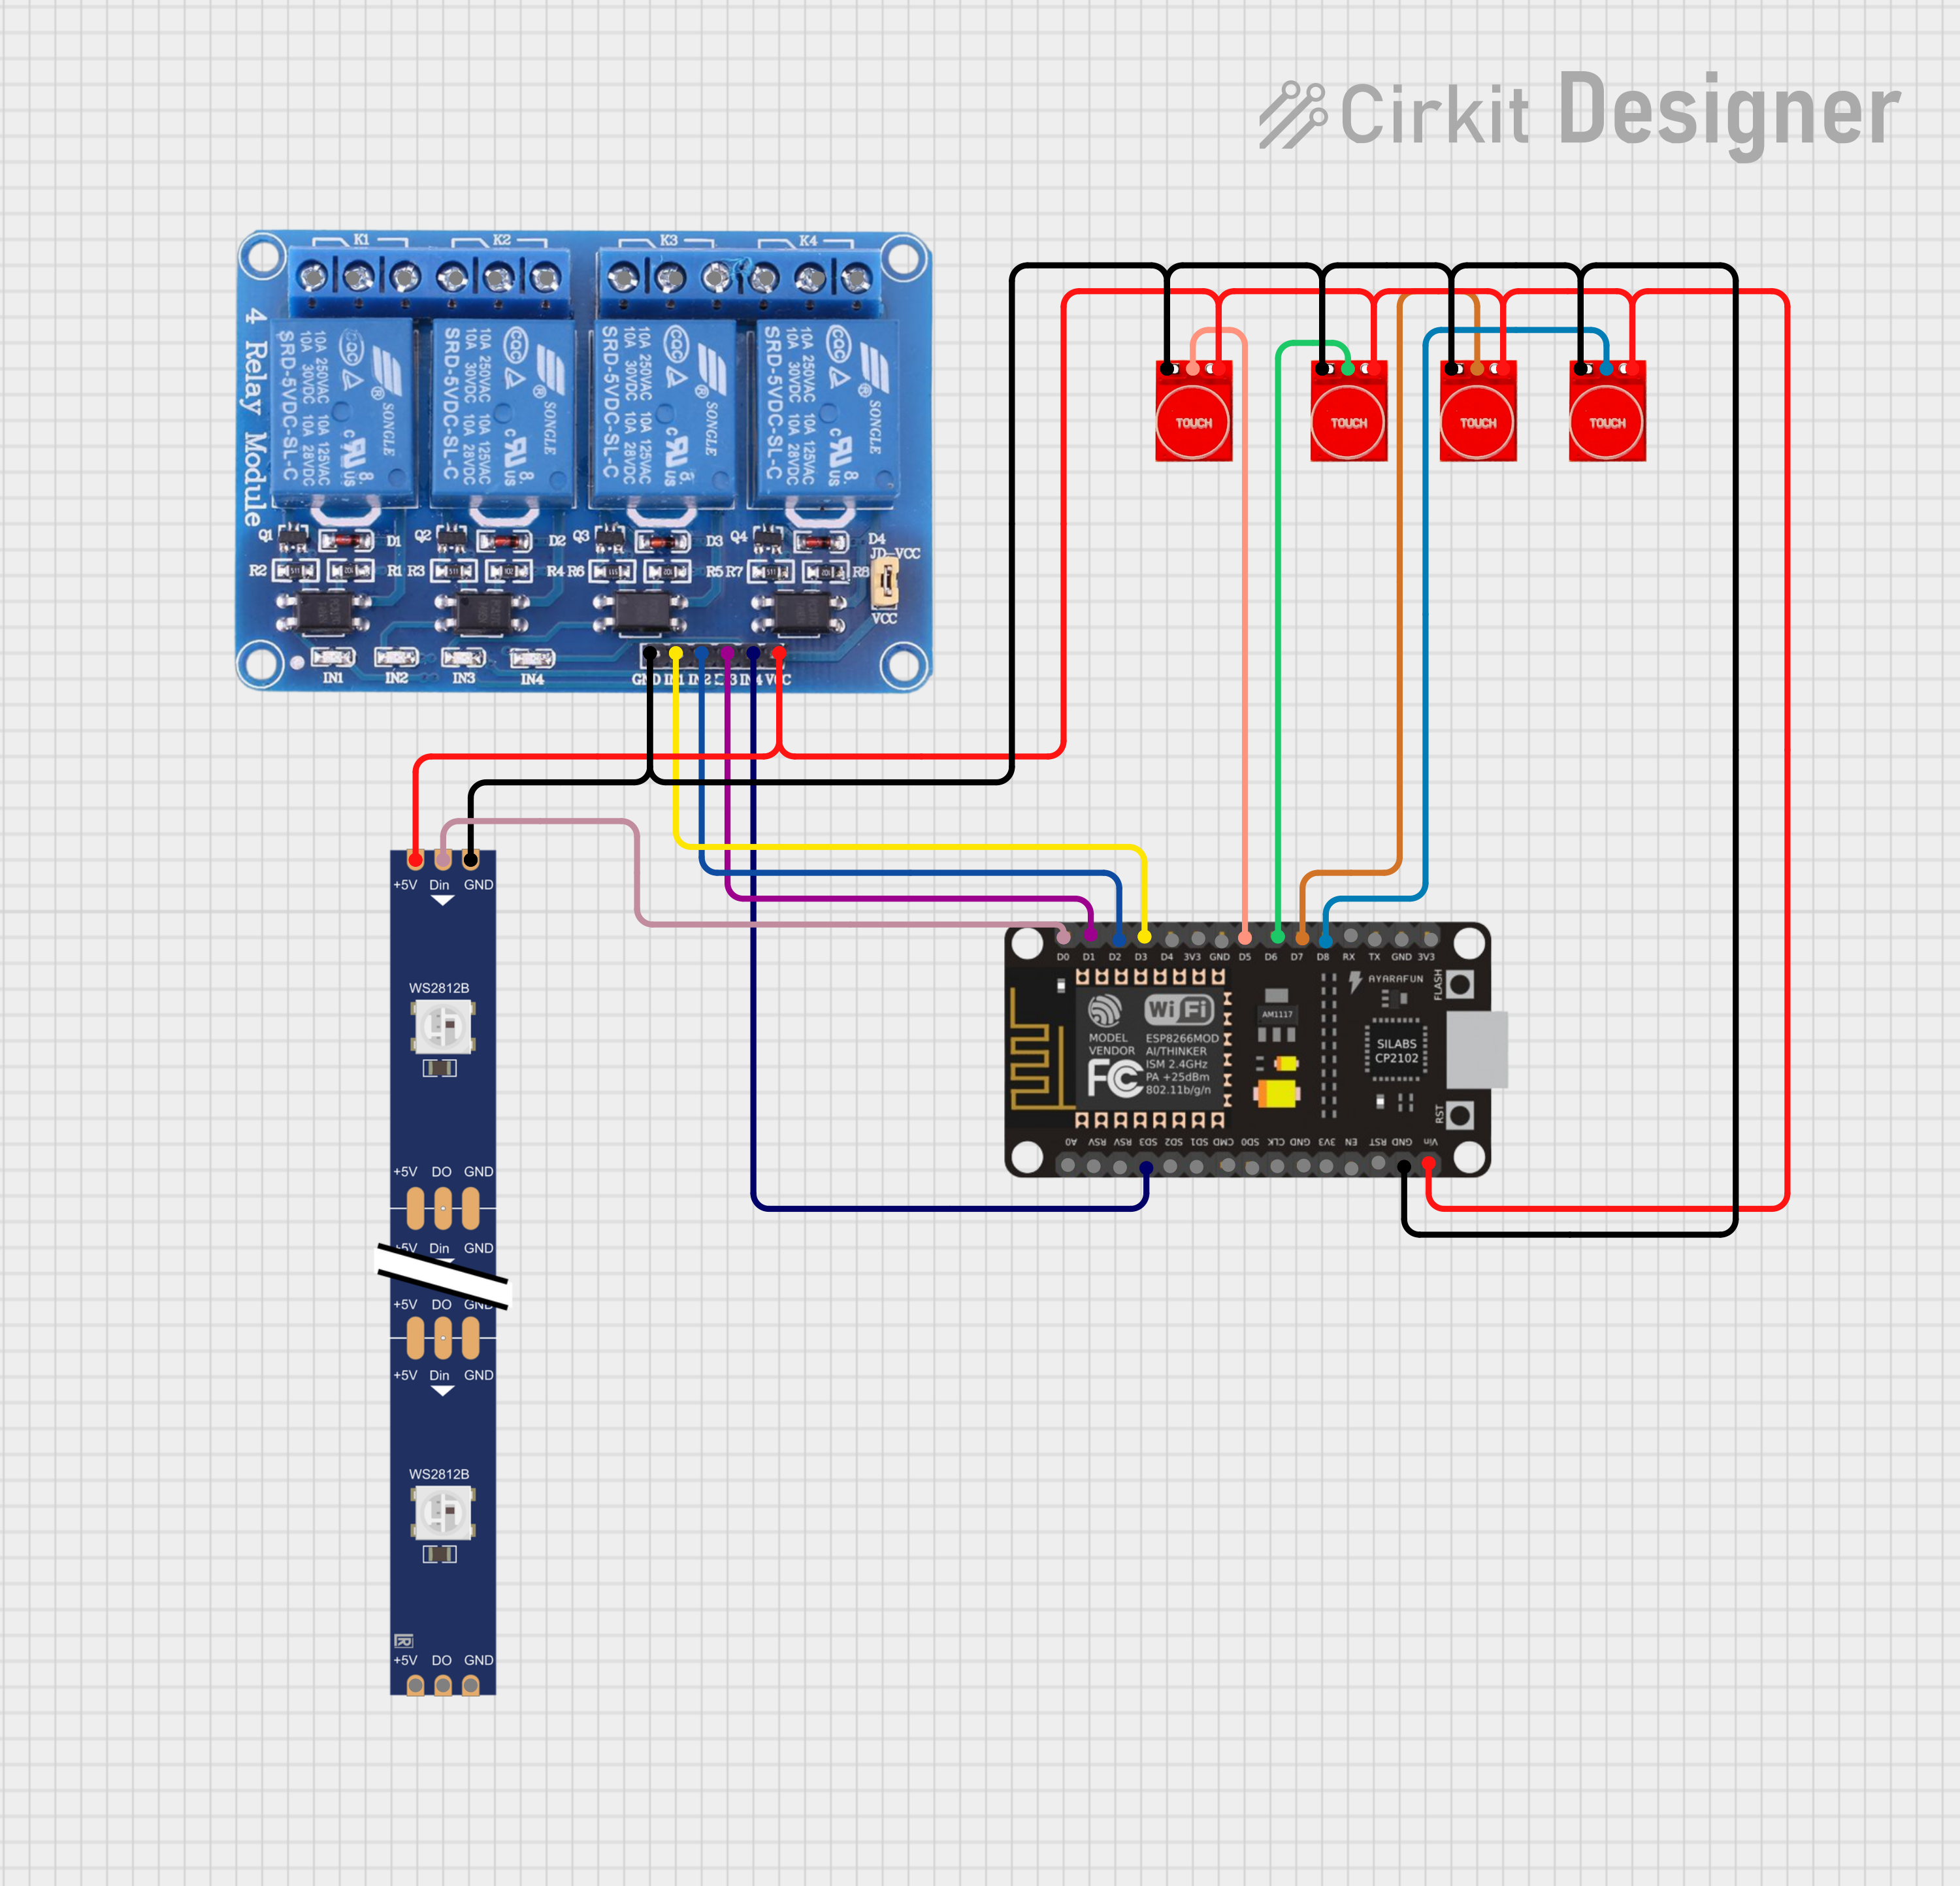 Cirkit Designer
K1 K2 K3 K4
4 Relay Module
SRD-5VDC-SL-C
10A 250VAC 10A 125VAC
10A 30VDC 10A 28VDC
SONGLE
SRD-5VDC-SL-C
10A 250VAC 10A 125VAC
10A 30VDC 10A 28VDC
SONGLE
SRD-5VDC-SL-C
10A 250VAC 10A 125VAC
10A 30VDC 10A 28VDC
SONGLE
SRD-5VDC-SL-C
10A 250VAC 10A 125VAC
10A 30VDC 10A 28VDC
SONGLE
TOUCH TOUCH TOUCH TOUCH
Q1 D1 Q2 D2 Q3 D3 Q4 D4
JD-VCC
R2 R1 R3 R4 R6 R5 R7 R8
VCC
IN1 IN2 IN3 IN4 GND IN1 IN2 IN4 VCC
+5V Din GND
WS2812B
+5V DO GND
+5V Din GND
+5V DO GND
+5V Din GND
WS2812B
+5V DO GND
D0 D1 D2 D3 D4 3V3 GND D5 D6 D7 D8 RX TX GND 3V3
AYARAFUN
FLASH
WiFi
AM1117
MODEL ESP8266MOD
VENDOR AI/THINKER
ISM 2.4GHz
PA +25dBm
802.11b/g/n
FC
SILABS
CP2102
RST
A0 RSV RSV SD3 SD2 SD1 CMD SD0 CLK GND 3V3 EN RST GND Vin